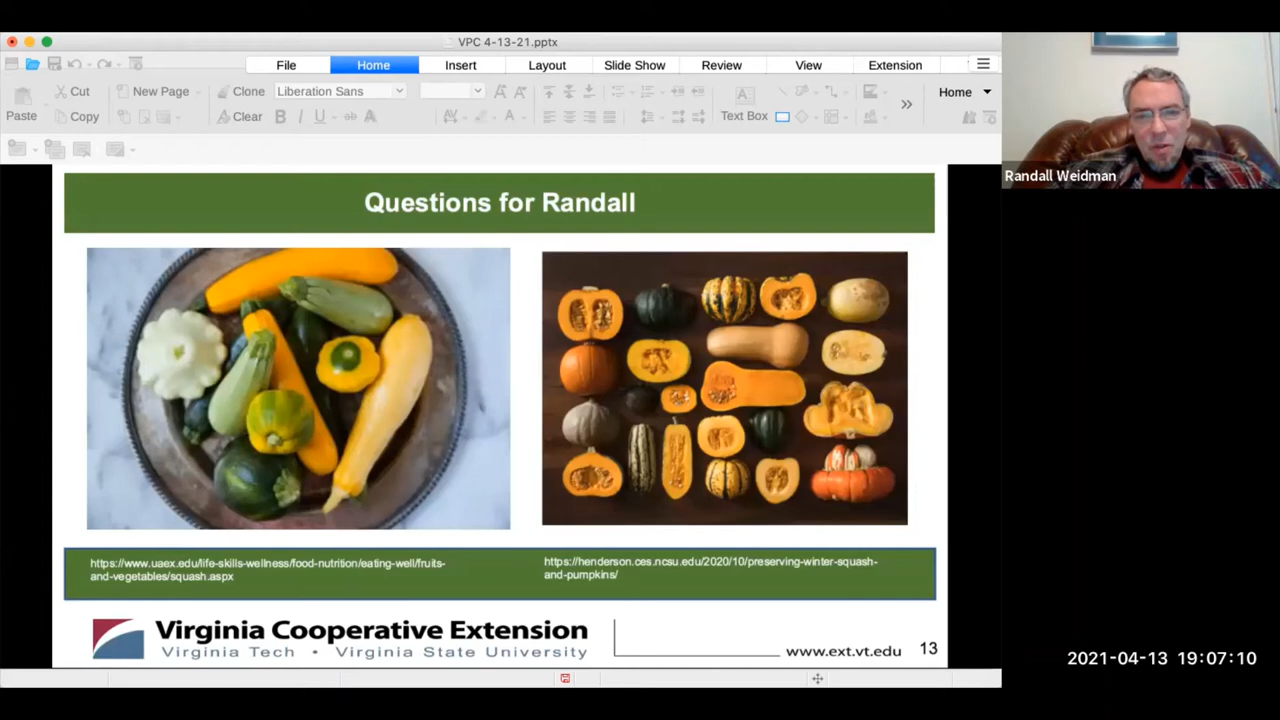 VPC 4-13-21.pptx
File Home Insert Layout Slide Show Review View Extension
Cut New Page Clone Liberation Sans Home
Paste Copy Clear B I U ab A Text Box
Questions for Randall
https://www.uaex.edu/life-skills-wellness/food-nutrition/eating-well/fruits-
and-vegetables/squash.aspx
https://henderson.ces.ncsu.edu/2020/10/preserving-winter-squash-
and-pumpkins/
Virginia Cooperative Extension
Virginia Tech • Virginia State University
www.ext.vt.edu
13
Randall Weidman
2021-04-13 19:07:10